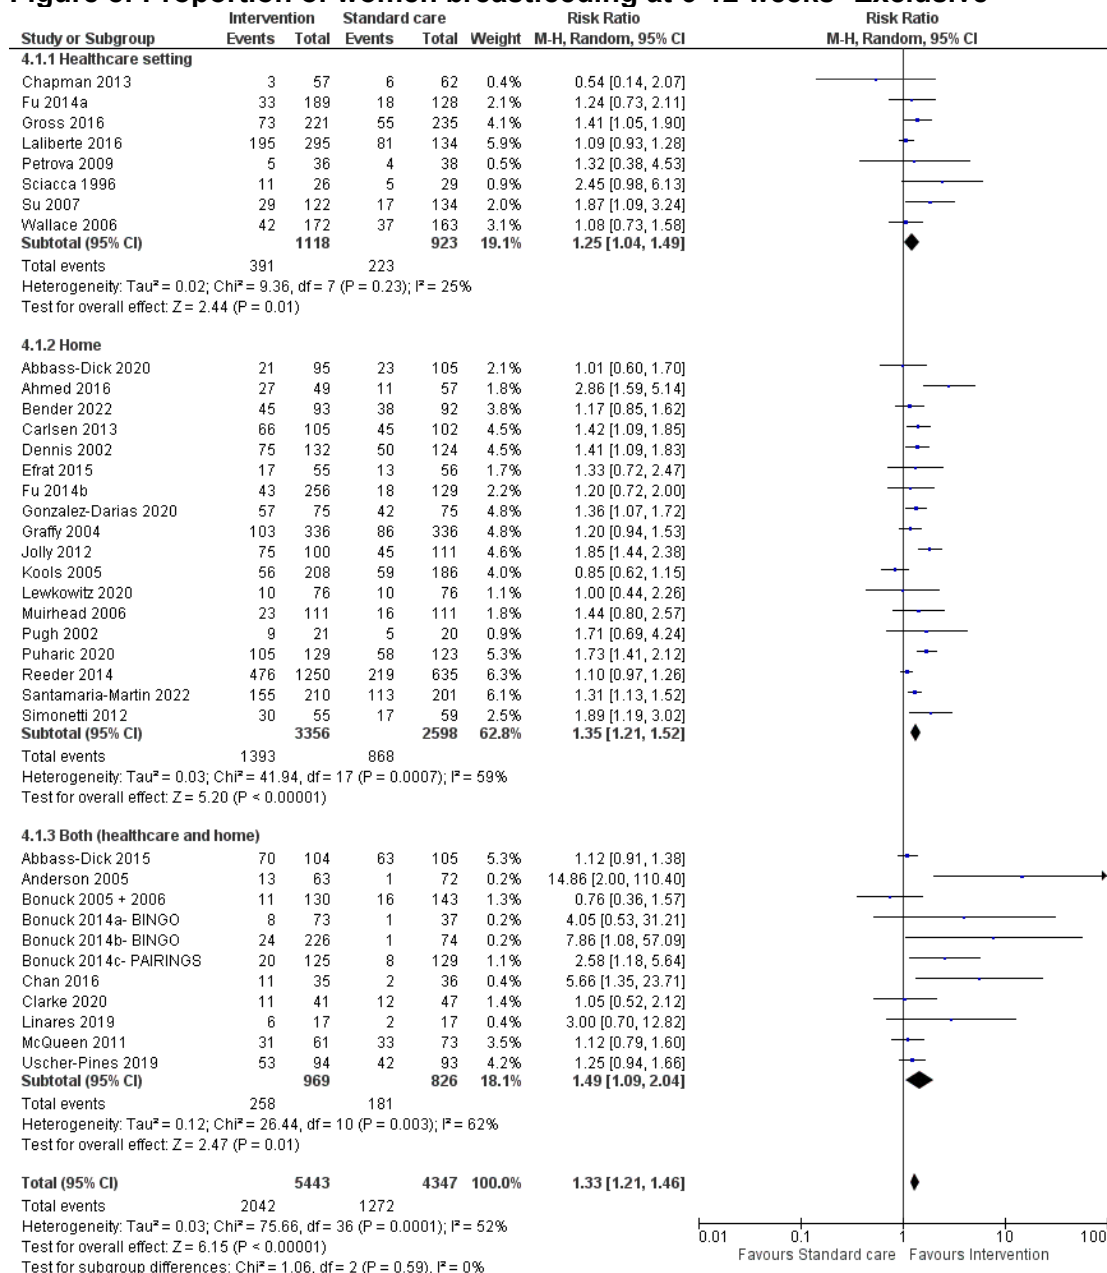 Figure Proportion of women breastfeeding at 6-12 weeks- Exclusive
Intervention Standard care Risk Ratio Risk Ratio
Study or Subgroup Events Total Events Total Weight M-H, Random, 95% CI M-H, Random, 95% CI
4.1.1 Healthcare setting
Chapman 2013 3 57 6 62 0.4% 0.54 [0.14, 2.07]
Fu 2014a 33 189 18 128 2.1% 1.24 [0.73, 2.11]
Gross 2016 73 221 55 235 4.1% 1.41 [1.05, 1.90]
Laliberte 2016 195 295 81 134 5.9% 1.09 [0.93, 1.28]
Petrova 2009 5 36 4 38 0.5% 1.32 [0.38, 4.53]
Sciacca 1996 11 26 5 29 0.9% 2.45 [0.98, 6.13]
Su 2007 29 122 17 134 2.0% 1.87 [1.09, 3.24]
Wallace 2006 42 172 37 163 3.1% 1.08 [0.73, 1.58]
Subtotal (95% CI) 1118 923 19.1% 1.25 [1.04, 1.49]
Total events 391 223
Heterogeneity: Tau² = 0.02; Chi² = 9.36, df = 7 (P = 0.23); I² = 25%
Test for overall effect: Z = 2.44 (P = 0.01)
4.1.2 Home
Abbass-Dick 2020 21 95 23 105 2.1% 1.01 [0.60, 1.70]
Ahmed 2016 27 49 11 57 1.8% 2.86 [1.59, 5.14]
Bender 2022 45 93 38 92 3.8% 1.17 [0.85, 1.62]
Carlsen 2013 66 105 45 102 4.5% 1.42 [1.09, 1.85]
Dennis 2002 75 132 50 124 4.5% 1.41 [1.09, 1.83]
Efrat 2015 17 55 13 56 1.7% 1.33 [0.72, 2.47]
Fu 2014b 43 256 18 129 2.2% 1.20 [0.72, 2.00]
Gonzalez-Darias 2020 57 75 42 75 4.8% 1.36 [1.07, 1.72]
Graffy 2004 103 336 86 336 4.8% 1.20 [0.94, 1.53]
Jolly 2012 75 100 45 111 4.6% 1.85 [1.44, 2.38]
Kools 2005 56 208 59 186 4.0% 0.85 [0.62, 1.15]
Lewkowitz 2020 10 76 10 76 1.1% 1.00 [0.44, 2.26]
Muirhead 2006 23 111 16 111 1.8% 1.44 [0.80, 2.57]
Pugh 2002 9 21 5 20 0.9% 1.71 [0.69, 4.24]
Puharic 2020 105 129 58 123 5.3% 1.73 [1.41, 2.12]
Reeder 2014 476 1250 219 635 6.3% 1.10 [0.97, 1.26]
Santamaria-Martin 2022 155 210 113 201 6.1% 1.31 [1.13, 1.52]
Simonetti 2012 30 55 17 59 2.5% 1.89 [1.19, 3.02]
Subtotal (95% CI) 3356 2598 62.8% 1.35 [1.21, 1.52]
Total events 1393 868
Heterogeneity: Tau² = 0.03; Chi² = 41.94, df = 17 (P = 0.0007); I² = 59%
Test for overall effect: Z = 5.20 (P < 0.00001)
4.1.3 Both (healthcare and home)
Abbass-Dick 2015 70 104 63 105 5.3% 1.12 [0.91, 1.38]
Anderson 2005 13 63 1 72 0.2% 14.86 [2.00, 110.40]
Bonuck 2005 + 2006 11 130 16 143 1.3% 0.76 [0.36, 1.57]
Bonuck 2014a- BINGO 8 73 1 37 0.2% 4.05 [0.53, 31.21]
Bonuck 2014b- BINGO 24 226 1 74 0.2% 7.86 [1.08, 57.09]
Bonuck 2014c- PAIRINGS 20 125 8 129 1.1% 2.58 [1.18, 5.64]
Chan 2016 11 35 2 36 0.4% 5.66 [1.35, 23.71]
Clarke 2020 11 41 12 47 1.4% 1.05 [0.52, 2.12]
Linares 2019 6 17 2 17 0.4% 3.00 [0.70, 12.82]
McQueen 2011 31 61 33 73 3.5% 1.12 [0.79, 1.60]
Uscher-Pines 2019 53 94 42 93 4.2% 1.25 [0.94, 1.66]
Subtotal (95% CI) 969 826 18.1% 1.49 [1.09, 2.04]
Total events 258 181
Heterogeneity: Tau² = 0.12; Chi² = 26.44, df = 10 (P = 0.003); I² = 62%
Test for overall effect: Z = 2.47 (P = 0.01)
Total (95% CI) 5443 4347 100.0% 1.33 [1.21, 1.46]
Total events 2042 1272
Heterogeneity: Tau² = 0.03; Chi² = 75.66, df = 36 (P = 0.0001); I² = 52%
Test for overall effect: Z = 6.15 (P < 0.00001)
Test for subgroup differences: Chi² = 1.06, df = 2 (P = 0.59), I² = 0%
0.01 0.1 1 10 100
Favours Standard care Favours Intervention